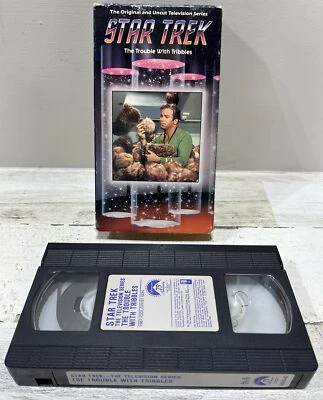 The Original and Uncut Television Series
STAR TREK
The Trouble With Tribbles
STAR TREK
THE TELEVISION SERIES
THE TROUBLE
WITH TRIBBLES
STAR TREK—THE TELEVISION SERIES
THE TROUBLE WITH TRIBBLES